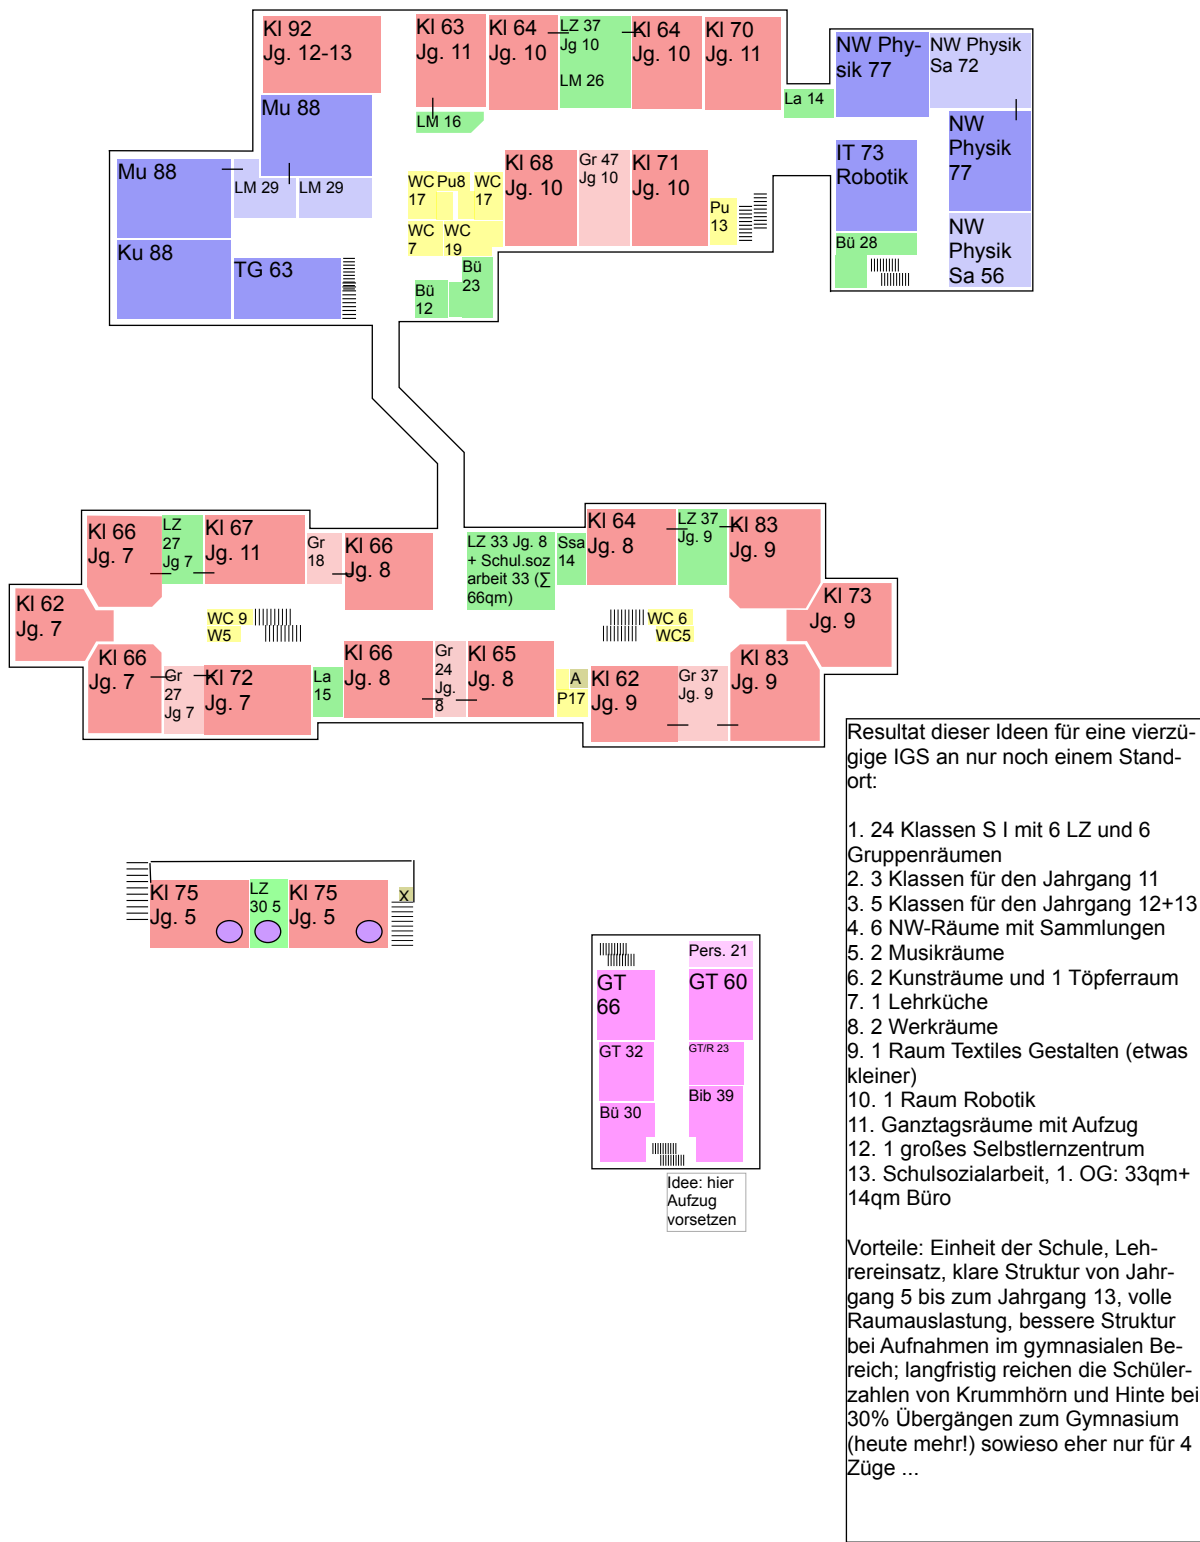 Kl 92
Jg. 12-13
Kl 63
Jg. 11
Kl 64
Jg. 10
LZ 37
Jg 10
LM 26
Kl 64
Jg. 10
Kl 70
Jg. 11
NW Phy-
sik 77
NW Physik
Sa 72
La 14
LM 16
Mu 88
NW
Physik
77
IT 73
Robotik
Mu 88
LM 29
LM 29
WC
17
Pu8
WC
17
Kl 68
Jg. 10
Gr 47
Jg 10
Kl 71
Jg. 10
Pu
13
WC
7
WC
19
Ku 88
TG 63
Bü
12
Bü
23
Bü 28
NW
Physik
Sa 56
Kl 66
Jg. 7
LZ
27
Jg 7
Kl 67
Jg. 11
Gr
18
Kl 66
Jg. 8
LZ 33 Jg. 8
+ Schul.soz
arbeit 33 (∑
66qm)
Ssa
14
Kl 64
Jg. 8
LZ 37
Jg. 9
Kl 83
Jg. 9
Kl 62
Jg. 7
WC 9
W5
WC 6
WC5
Kl 73
Jg. 9
Kl 66
Jg. 7
Gr
27
Jg 7
Kl 72
Jg. 7
La
15
Kl 66
Jg. 8
Gr
24
Jg.
8
Kl 65
Jg. 8
A
P17
Kl 62
Jg. 9
Gr 37
Jg. 9
Kl 83
Jg. 9
Kl 75
Jg. 5
LZ
30 5
Kl 75
Jg. 5
X
Pers. 21
GT
66
GT 60
GT 32
GT/R 23
Bü 30
Bib 39
Idee: hier
Aufzug
vorsetzen
Resultat dieser Ideen für eine vierzü-
gige IGS an nur noch einem Stand-
ort:
1. 24 Klassen S I mit 6 LZ und 6
Gruppenräumen
2. 3 Klassen für den Jahrgang 11
3. 5 Klassen für den Jahrgang 12+13
4. 6 NW-Räume mit Sammlungen
5. 2 Musikräume
6. 2 Kunsträume und 1 Töpferraum
7. 1 Lehrküche
8. 2 Werkräume
9. 1 Raum Textiles Gestalten (etwas
kleiner)
10. 1 Raum Robotik
11. Ganztagsräume mit Aufzug
12. 1 großes Selbstlernzentrum
13. Schulsozialarbeit, 1. OG: 33qm+
14qm Büro
Vorteile: Einheit der Schule, Leh-
rereinsatz, klare Struktur von Jahr-
gang 5 bis zum Jahrgang 13, volle
Raumauslastung, bessere Struktur
bei Aufnahmen im gymnasialen Be-
reich; langfristig reichen die Schüler-
zahlen von Krummhörn und Hinte bei
30% Übergängen zum Gymnasium
(heute mehr!) sowieso eher nur für 4
Züge ...